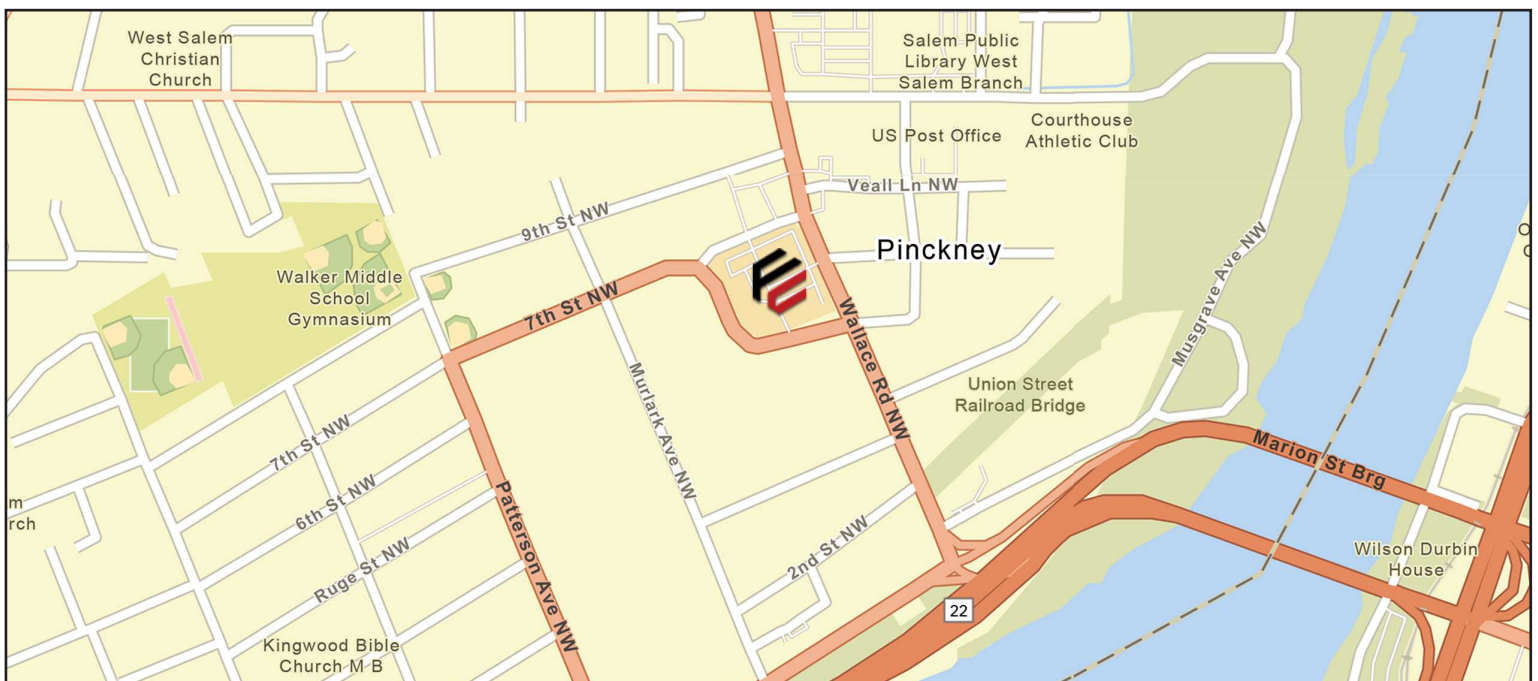 West Salem
Christian
Church
Salem Public
Library West
Salem Branch
US Post Office
Courthouse
Athletic Club
Veall Ln NW
9th St NW
Pinckney
Musgrave Ave NW
Walker Middle
School
Gymnasium
7th St NW
Wallace Rd NW
Murlark Ave NW
Union Street
Railroad Bridge
7th St NW
Marion St Brg
6th St NW
Patterson Ave NW
m
rch
2nd St NW
Ruge St NW
Wilson Durbin
House
22
Kingwood Bible
Church M B